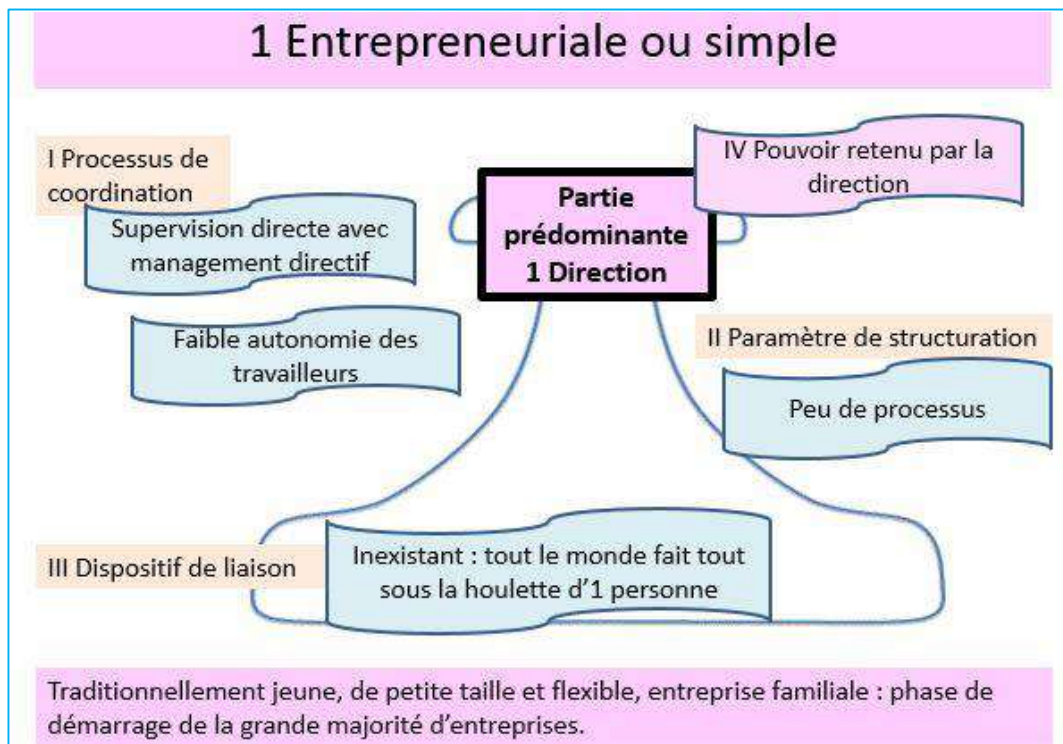 1 Entrepreneuriale ou simple
I Processus de
coordination
Supervision directe avec
management directif
Faible autonomie des
travailleurs
Partie
prédominante
1 Direction
IV Pouvoir retenu par la
direction
II Paramètre de structuration
Peu de processus
III Dispositif de liaison
Inexistant : tout le monde fait tout
sous la houlette d'1 personne
Traditionnellement jeune, de petite taille et flexible, entreprise familiale : phase de
démarrage de la grande majorité d'entreprises.